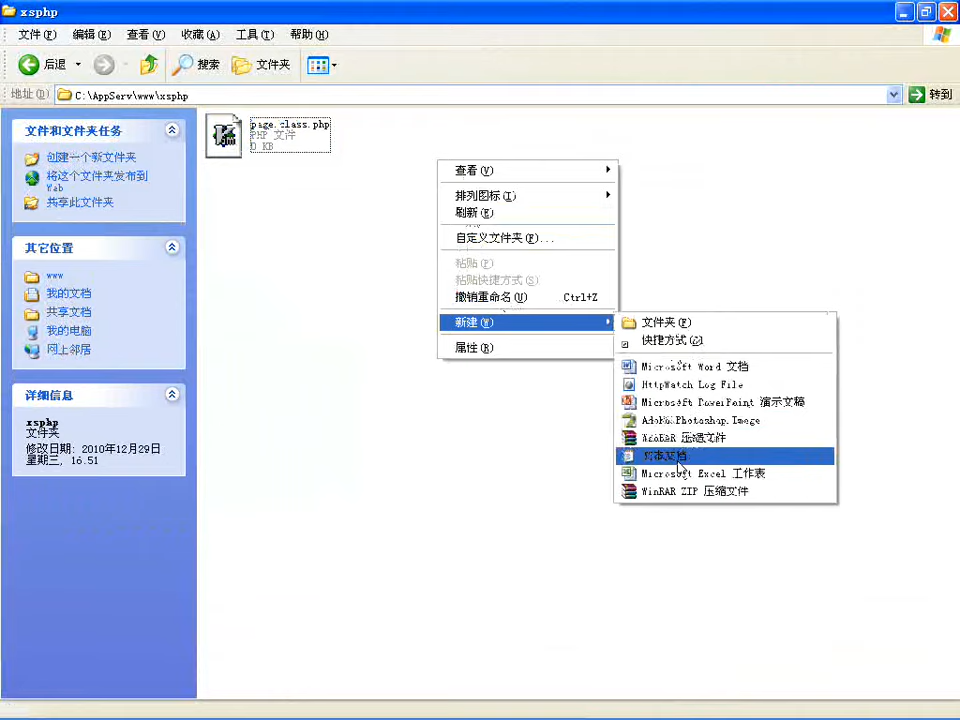 xsphp
文件(F) 编辑(E) 查看(V) 收藏(A) 工具(T) 帮助(H)
后退 搜索 文件夹
地址(D) C:\AppServ\www\xsphp 转到
文件和文件夹任务
创建一个新文件夹
将这个文件夹发布到
Web
共享此文件夹
其它位置
www
我的文档
共享文档
我的电脑
网上邻居
详细信息
xsphp
文件夹
修改日期: 2010年12月29日
星期三, 16:51
page.class.php
PHP 文件
0 KB
查看(V)
排列图标(I)
刷新(E)
自定义文件夹(F)...
粘贴(P)
粘贴快捷方式(S)
撤销重命名(U) Ctrl+Z
新建(W)
属性(R)
文件夹(F)
快捷方式(S)
Microsoft Word 文档
HttpWatch Log File
Microsoft PowerPoint 演示文稿
Adobe Photoshop Image
WinRAR 压缩文件
文本文档
Microsoft Excel 工作表
WinRAR ZIP 压缩文件